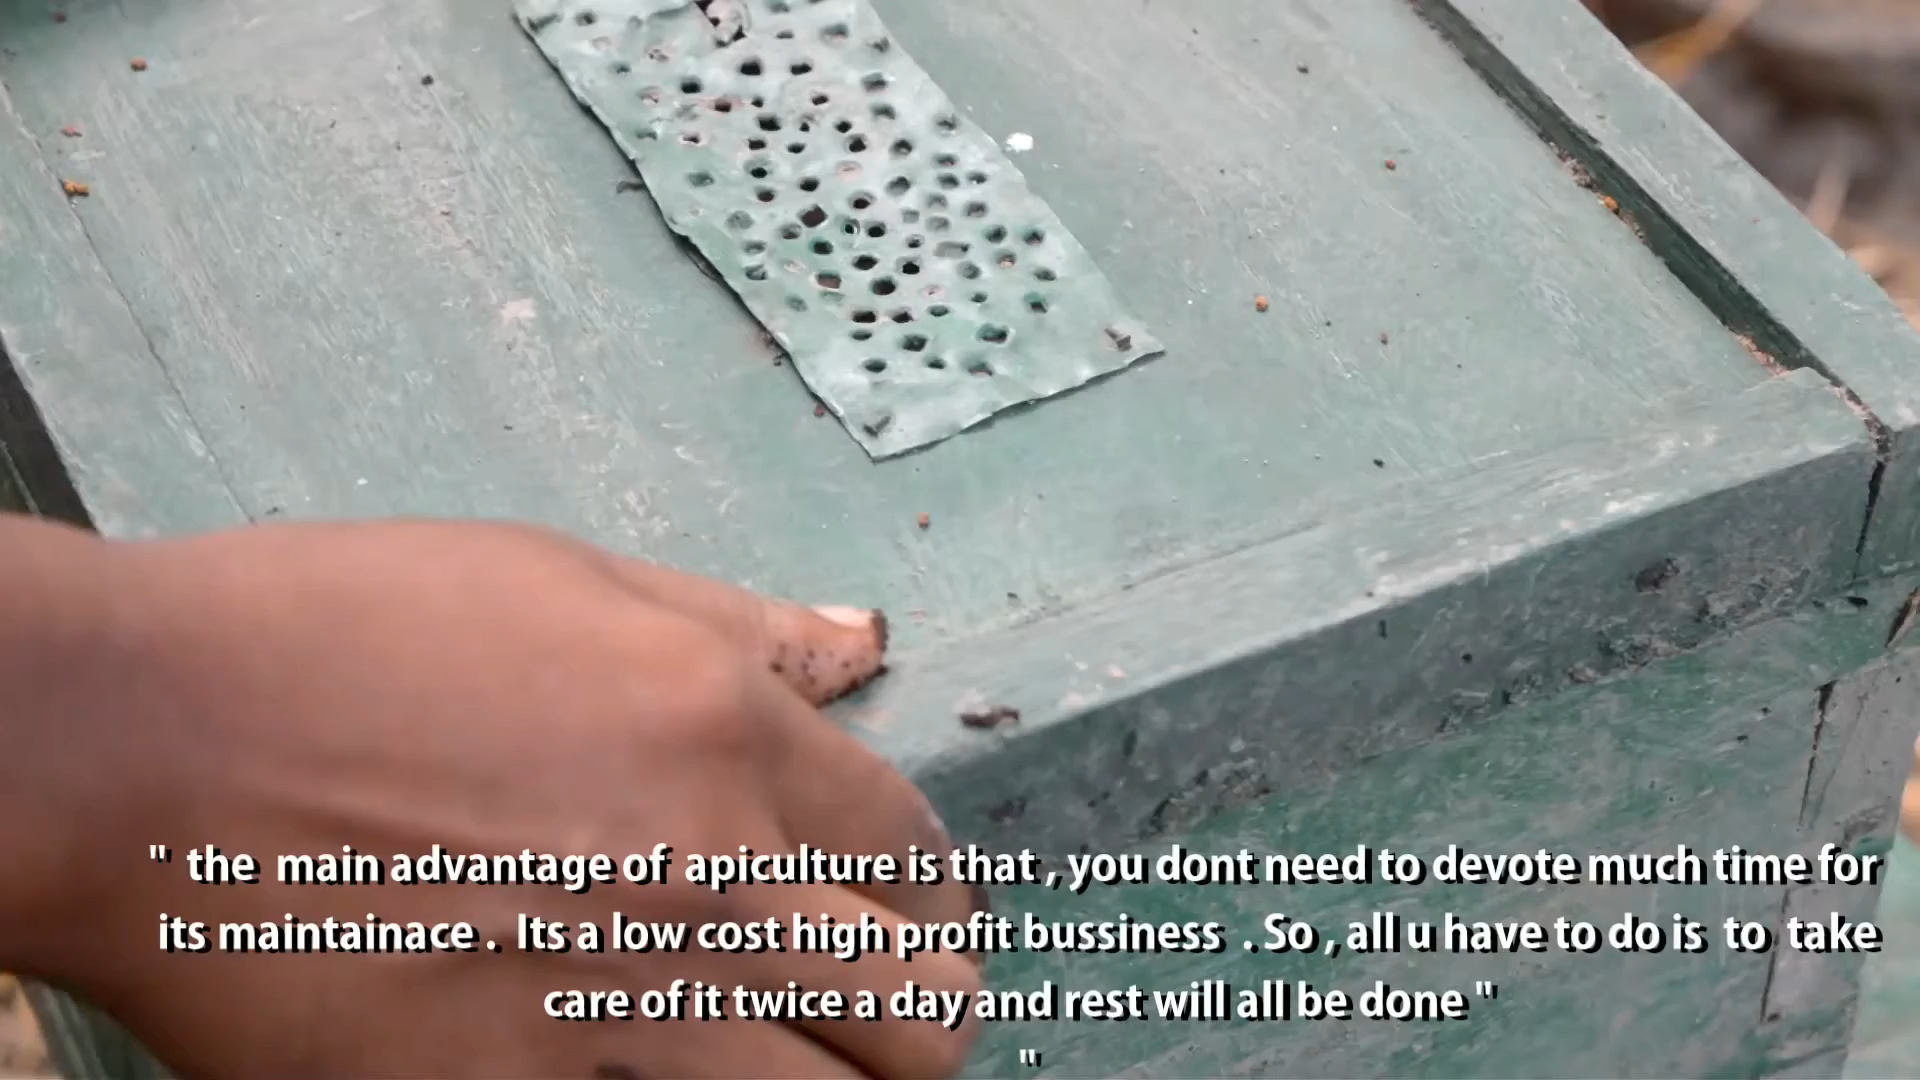 " the main advantage of apiculture is that , you dont need to devote much time for
its maintainace . Its a low cost high profit bussiness . So , all u have to do is to take
care of it twice a day and rest will all be done "
"